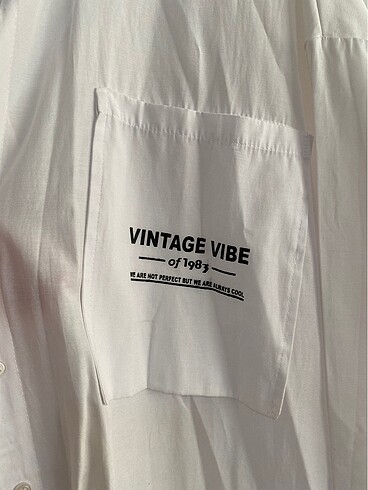 VINTAGE VIBE
of 1983
WE ARE NOT PERFECT BUT WE ARE ALWAYS COOL